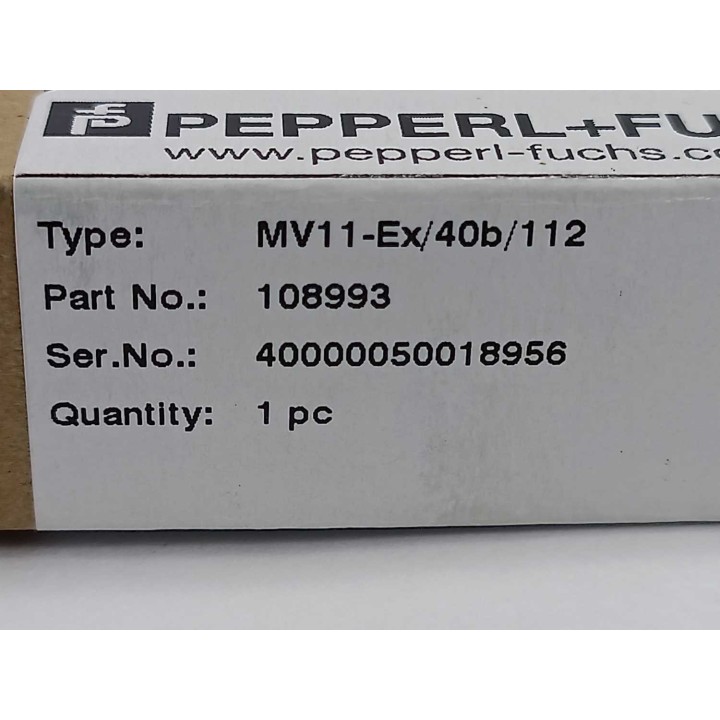 PEPPERL+FU
www.pepperl-fuchs.co
Type: MV11-Ex/40b/112
Part No.: 108993
Ser.No.: 40000050018956
Quantity: 1 pc